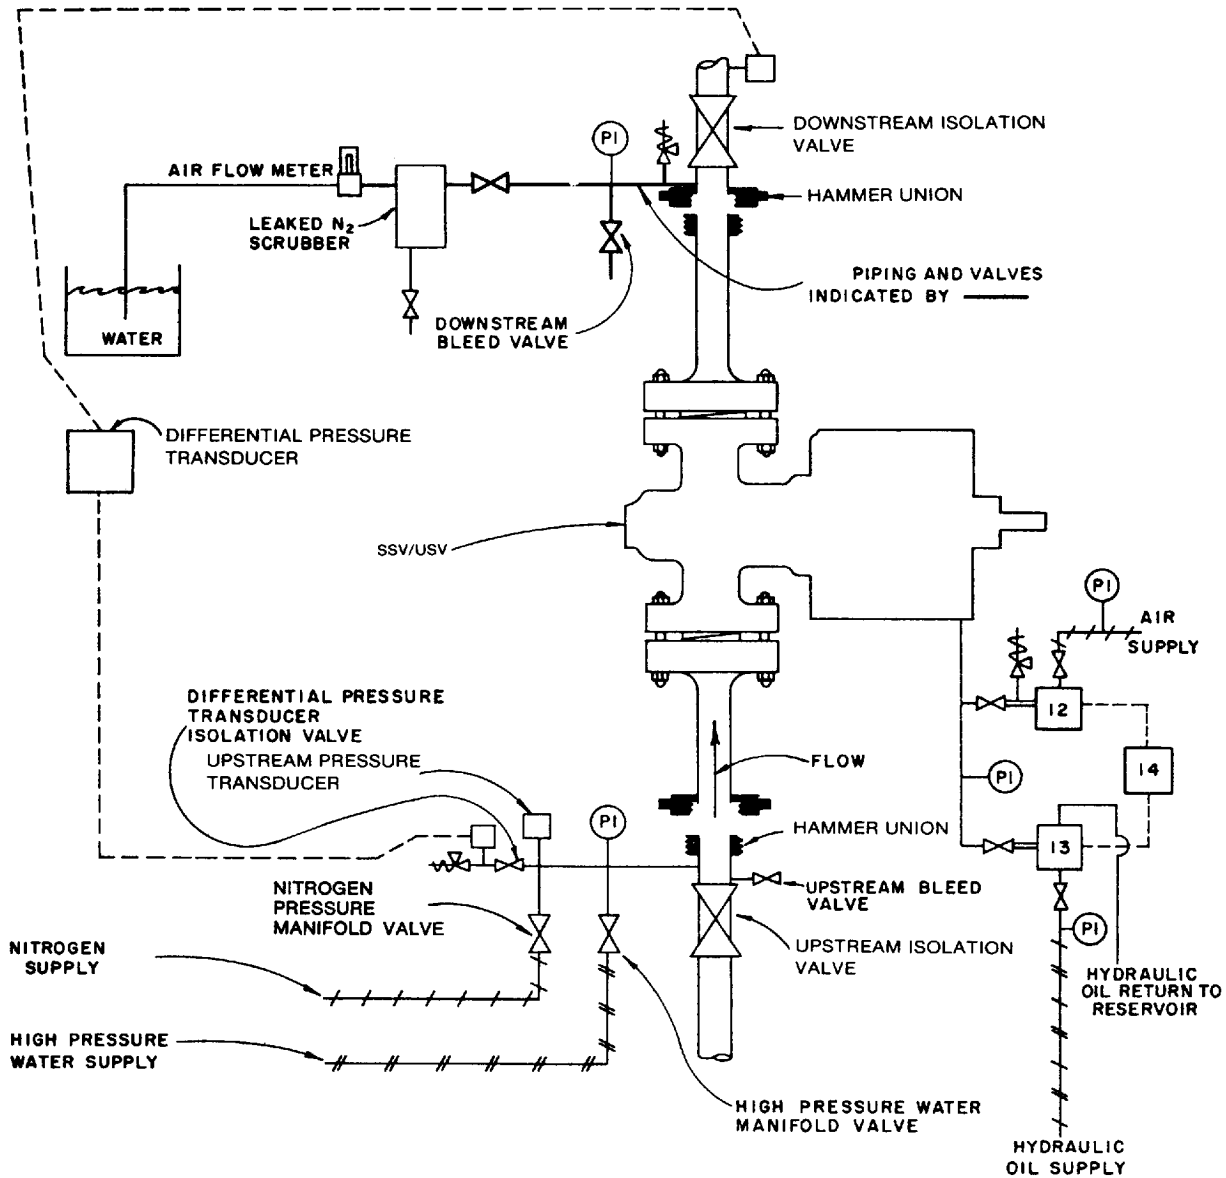 DOWNSTREAM ISOLATION
VALVE
PI
AIR FLOW METER
HAMMER UNION
LEAKED N2
SCRUBBER
PIPING AND VALVES
INDICATED BY
WATER
DOWNSTREAM
BLEED VALVE
DIFFERENTIAL PRESSURE
TRANSDUCER
SSV/USV
PI
AIR
SUPPLY
DIFFERENTIAL PRESSURE
TRANSDUCER
ISOLATION VALVE
UPSTREAM PRESSURE
TRANSDUCER
12
FLOW
PI
14
PI
HAMMER UNION
13
NITROGEN
PRESSURE
MANIFOLD VALVE
UPSTREAM BLEED
VALVE
PI
NITROGEN
SUPPLY
UPSTREAM ISOLATION
VALVE
HYDRAULIC
OIL RETURN TO
RESERVOIR
HIGH PRESSURE
WATER SUPPLY
HIGH PRESSURE WATER
MANIFOLD VALVE
HYDRAULIC
OIL SUPPLY